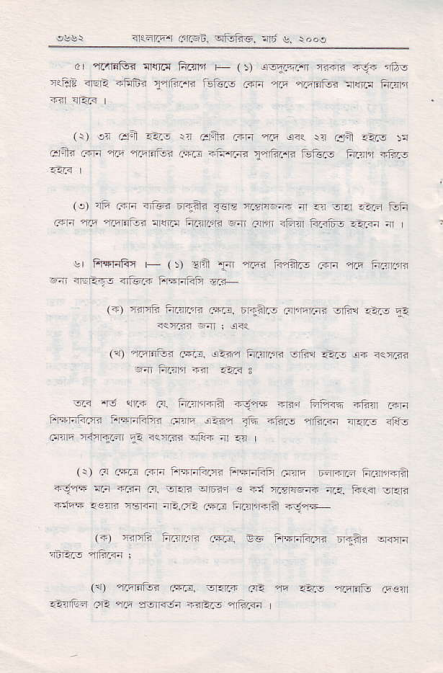 ৩৬৬২ বাংলাদেশ গেজেট, অতিরিক্ত, মার্চ ৬, ২০০৩
৫। পদোন্নতির মাধ্যমে নিয়োগ।— (১) এতদুদ্দেশ্যে সরকার কর্তৃক গঠিত
সংশ্লিষ্ট বাছাই কমিটির সুপারিশের ভিত্তিতে কোন পদে পদোন্নতির মাধ্যমে নিয়োগ
করা যাইবে ।
(২) ৩য় শ্রেণী হইতে ২য় শ্রেণীর কোন পদে এবং ২য় শ্রেণী হইতে ১ম
শ্রেণীর কোন পদে পদোন্নতির ক্ষেত্রে কমিশনের সুপারিশের ভিত্তিতে নিয়োগ করিতে
হইবে ।
(৩) যদি কোন ব্যক্তির চাকুরীর বৃত্তান্ত সন্তোষজনক না হয় তাহা হইলে তিনি
কোন পদে পদোন্নতির মাধ্যমে নিয়োগের জন্য যোগ্য বলিয়া বিবেচিত হইবেন না ।
৬। শিক্ষানবিস ।— (১) স্থায়ী শূন্য পদের বিপরীতে কোন পদে নিয়োগের
জন্য বাছাইকৃত ব্যক্তিকে শিক্ষানবিসি স্তরে—
(ক) সরাসরি নিয়োগের ক্ষেত্রে, চাকুরীতে যোগদানের তারিখ হইতে দুই
বৎসরের জন্য ; এবং
(খ) পদোন্নতির ক্ষেত্রে, এইরূপ নিয়োগের তারিখ হইতে এক বৎসরের
জন্য নিয়োগ করা হইবে ঃ
তবে শর্ত থাকে যে, নিয়োগকারী কর্তৃপক্ষ কারণ লিপিবদ্ধ করিয়া কোন
শিক্ষানবিসের শিক্ষানবিসির মেয়াদ এইরূপ বৃদ্ধি করিতে পারিবেন যাহাতে বর্ধিত
মেয়াদ সর্বসাকুল্যে দুই বৎসরের অধিক না হয় ।
(২) যে ক্ষেত্রে কোন শিক্ষানবিসের শিক্ষানবিসি মেয়াদ চলাকালে নিয়োগকারী
কর্তৃপক্ষ মনে করেন যে, তাহার আচরণ ও কর্ম সন্তোষজনক নহে, কিংবা তাহার
কর্মদক্ষ হওয়ার সম্ভাবনা নাই,সেই ক্ষেত্রে নিয়োগকারী কর্তৃপক্ষ—
(ক) সরাসরি নিয়োগের ক্ষেত্রে, উক্ত শিক্ষানবিসের চাকুরীর অবসান
ঘটাইতে পারিবেন ;
(খ) পদোন্নতির ক্ষেত্রে, তাহাকে যেই পদ হইতে পদোন্নতি দেওয়া
হইয়াছিল সেই পদে প্রত্যাবর্তন করাইতে পারিবেন ।